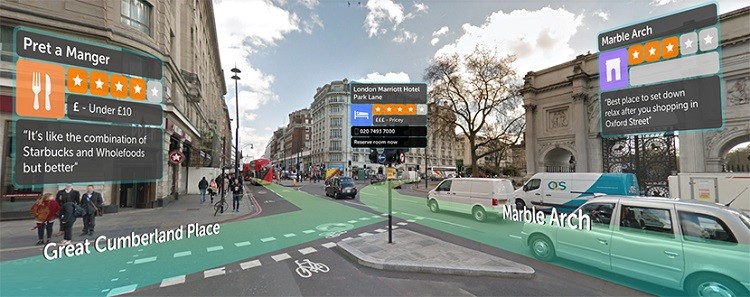 Pret a Manger
£ - Under £10
“It’s like the combination of
Starbucks and Wholefoods
but better”
London Marriott Hotel
Park Lane
£££ - Pricey
020 7493 7000
Reserve room now
Marble Arch
“Best place to set down
relax after you shopping in
Oxford Street”
Great Cumberland Place
Marble Arch